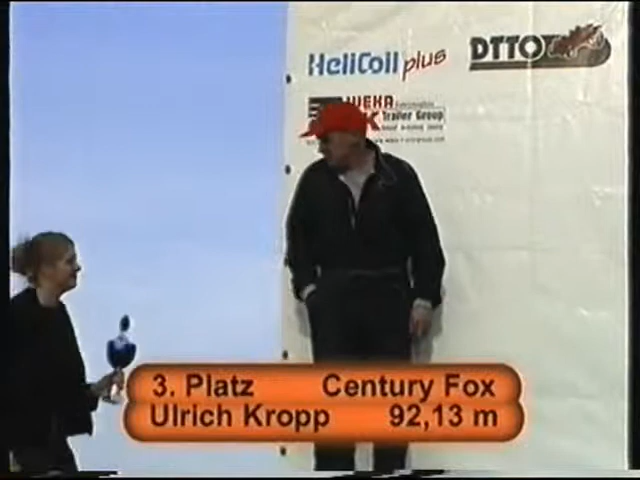 HeliCoil plus
DTTO
WEKA
Trailer Group
3. Platz Century Fox
Ulrich Kropp 92,13 m